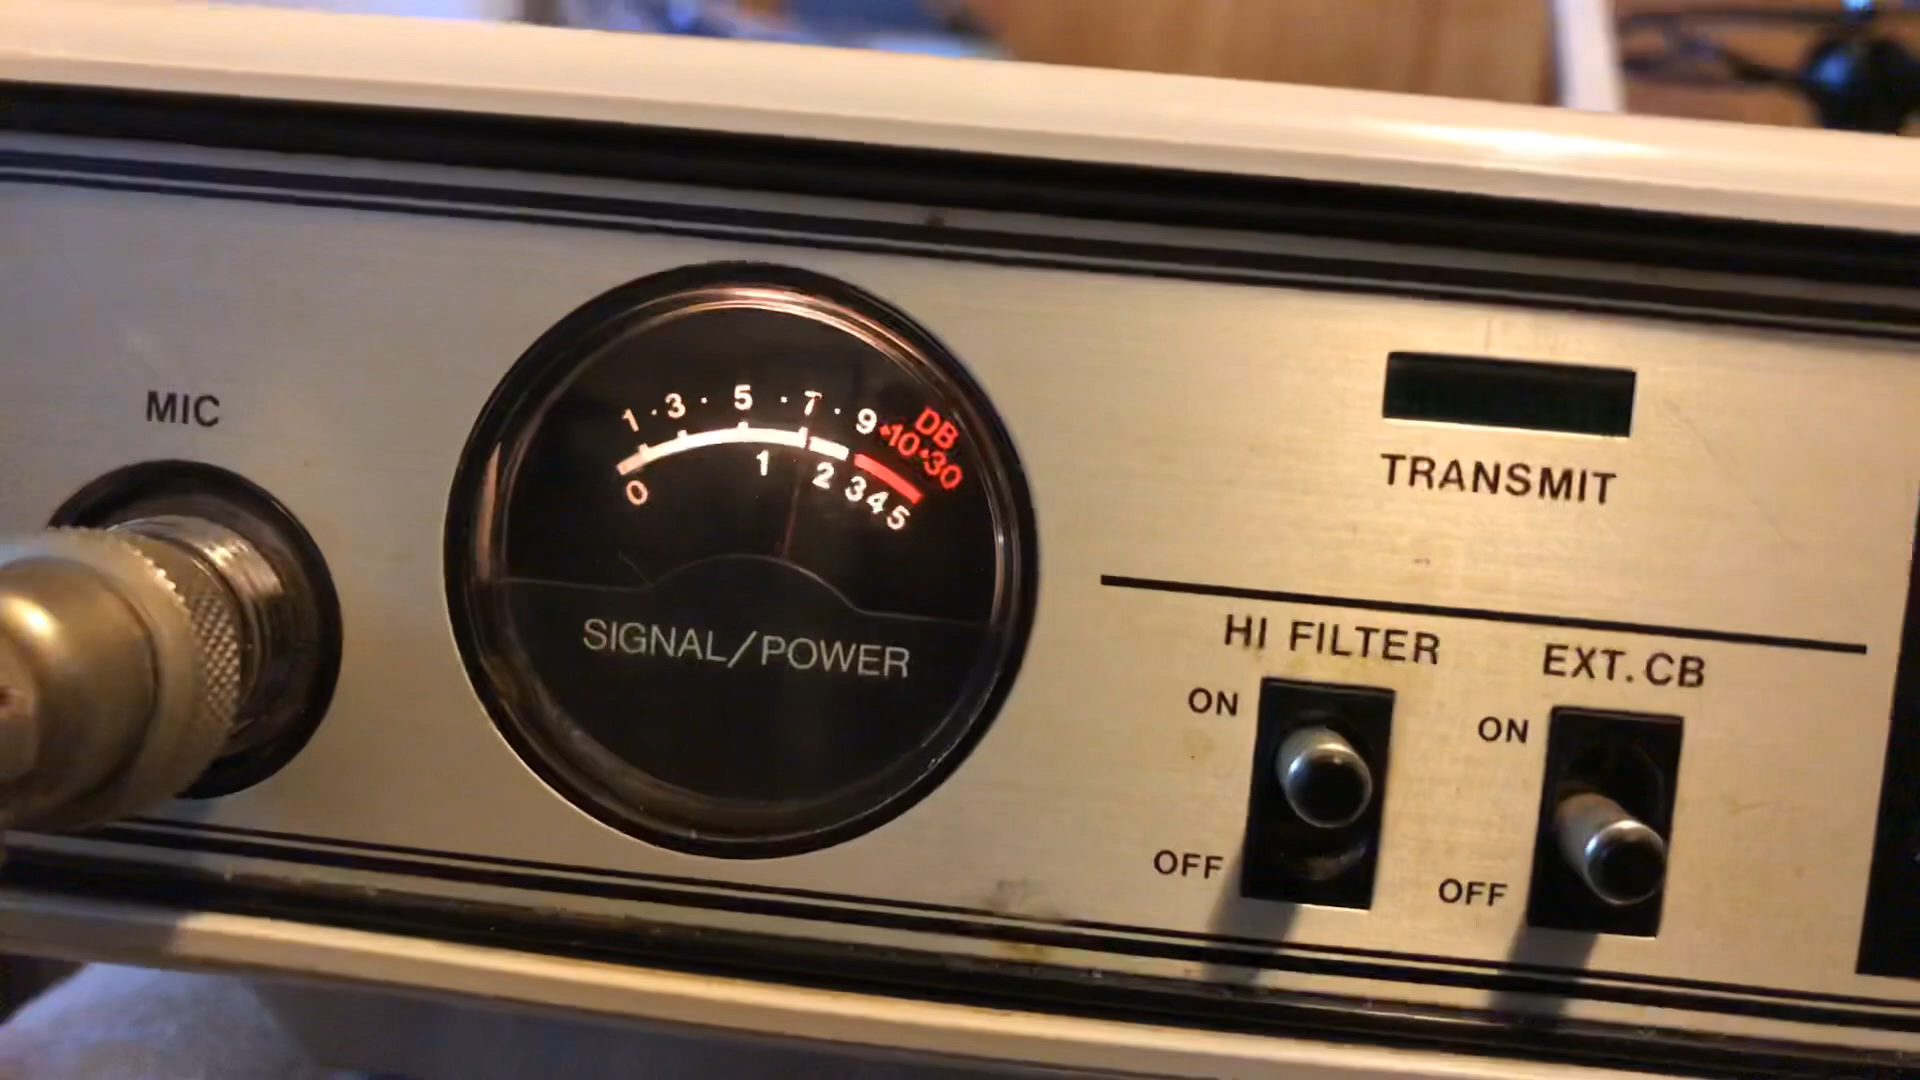 MIC
1 · 3 · 5 · 7 · 9 +10 +30
DB
0 1 2 3 4 5
SIGNAL/POWER
TRANSMIT
HI FILTER
ON
OFF
EXT. CB
ON
OFF